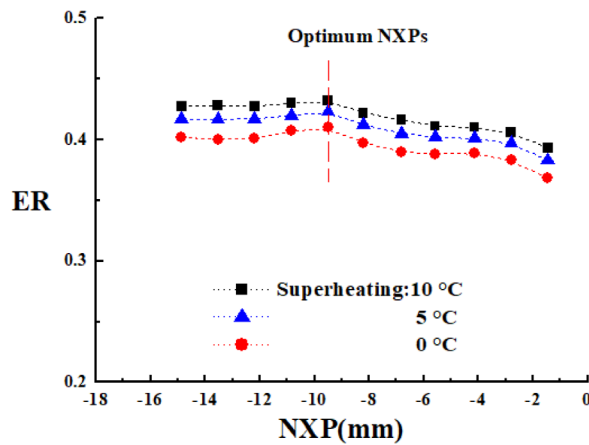 0.5
Optimum NXPs
0.4
ER
0.3
Superheating:10 °C
5 °C
0 °C
0.2
-18 -16 -14 -12 -10 -8 -6 -4 -2 0
NXP(mm)